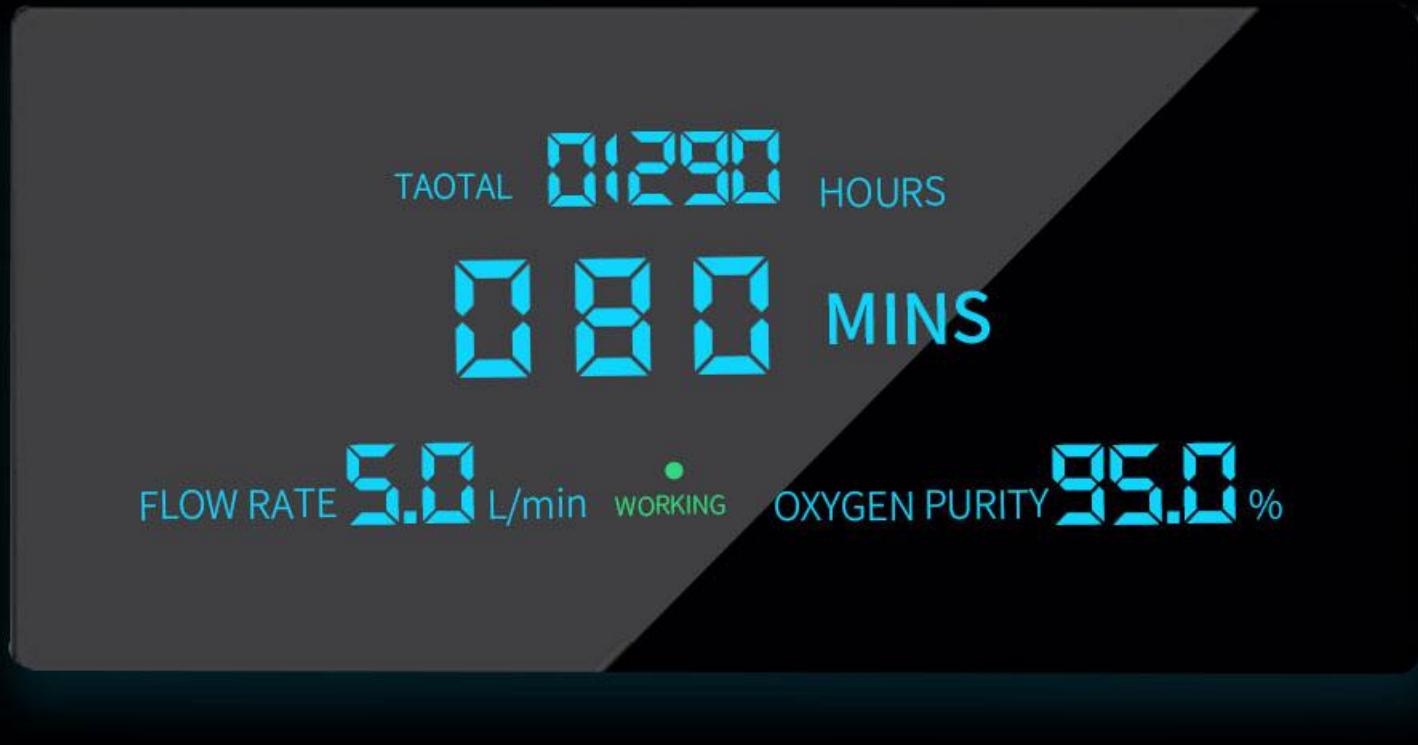 TAOTAL 01290 HOURS
080 MINS
FLOW RATE 5.0 L/min WORKING OXYGEN PURITY 95.0 %